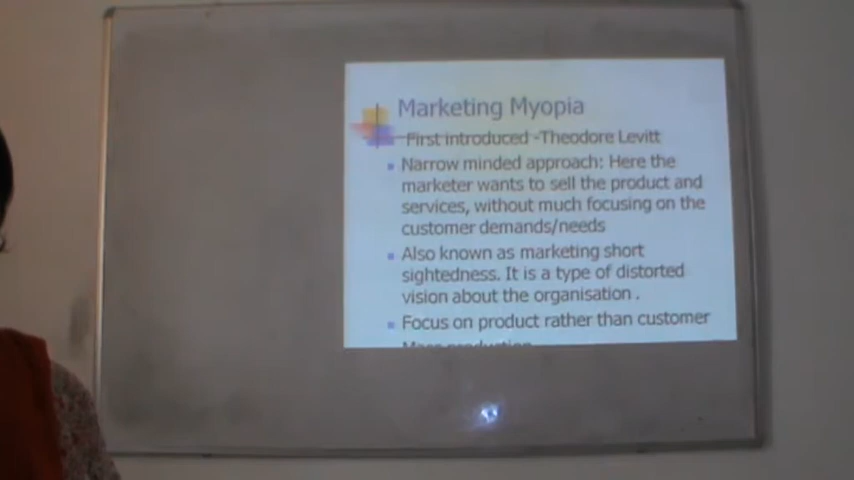 Marketing Myopia
First introduced -Theodore Levitt
Narrow minded approach: Here the
marketer wants to sell the product and
services, without much focusing on the
customer demands/needs
Also known as marketing short
sightedness. It is a type of distorted
vision about the organisation .
Focus on product rather than customer